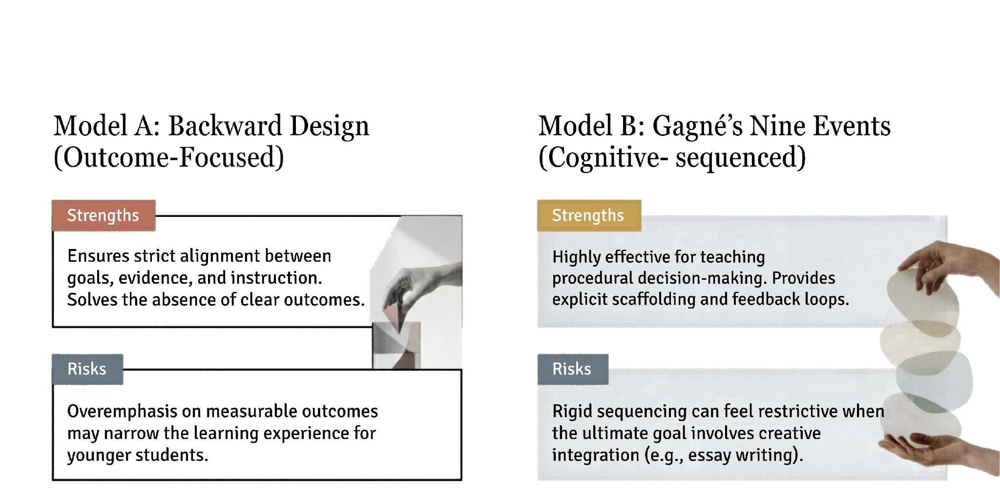 Model A: Backward Design
(Outcome-Focused)
Strengths
Ensures strict alignment between
goals, evidence, and instruction.
Solves the absence of clear outcomes.
Risks
Overemphasis on measurable outcomes
may narrow the learning experience for
younger students.
Model B: Gagné’s Nine Events
(Cognitive- sequenced)
Strengths
Highly effective for teaching
procedural decision-making. Provides
explicit scaffolding and feedback loops.
Risks
Rigid sequencing can feel restrictive when
the ultimate goal involves creative
integration (e.g., essay writing).